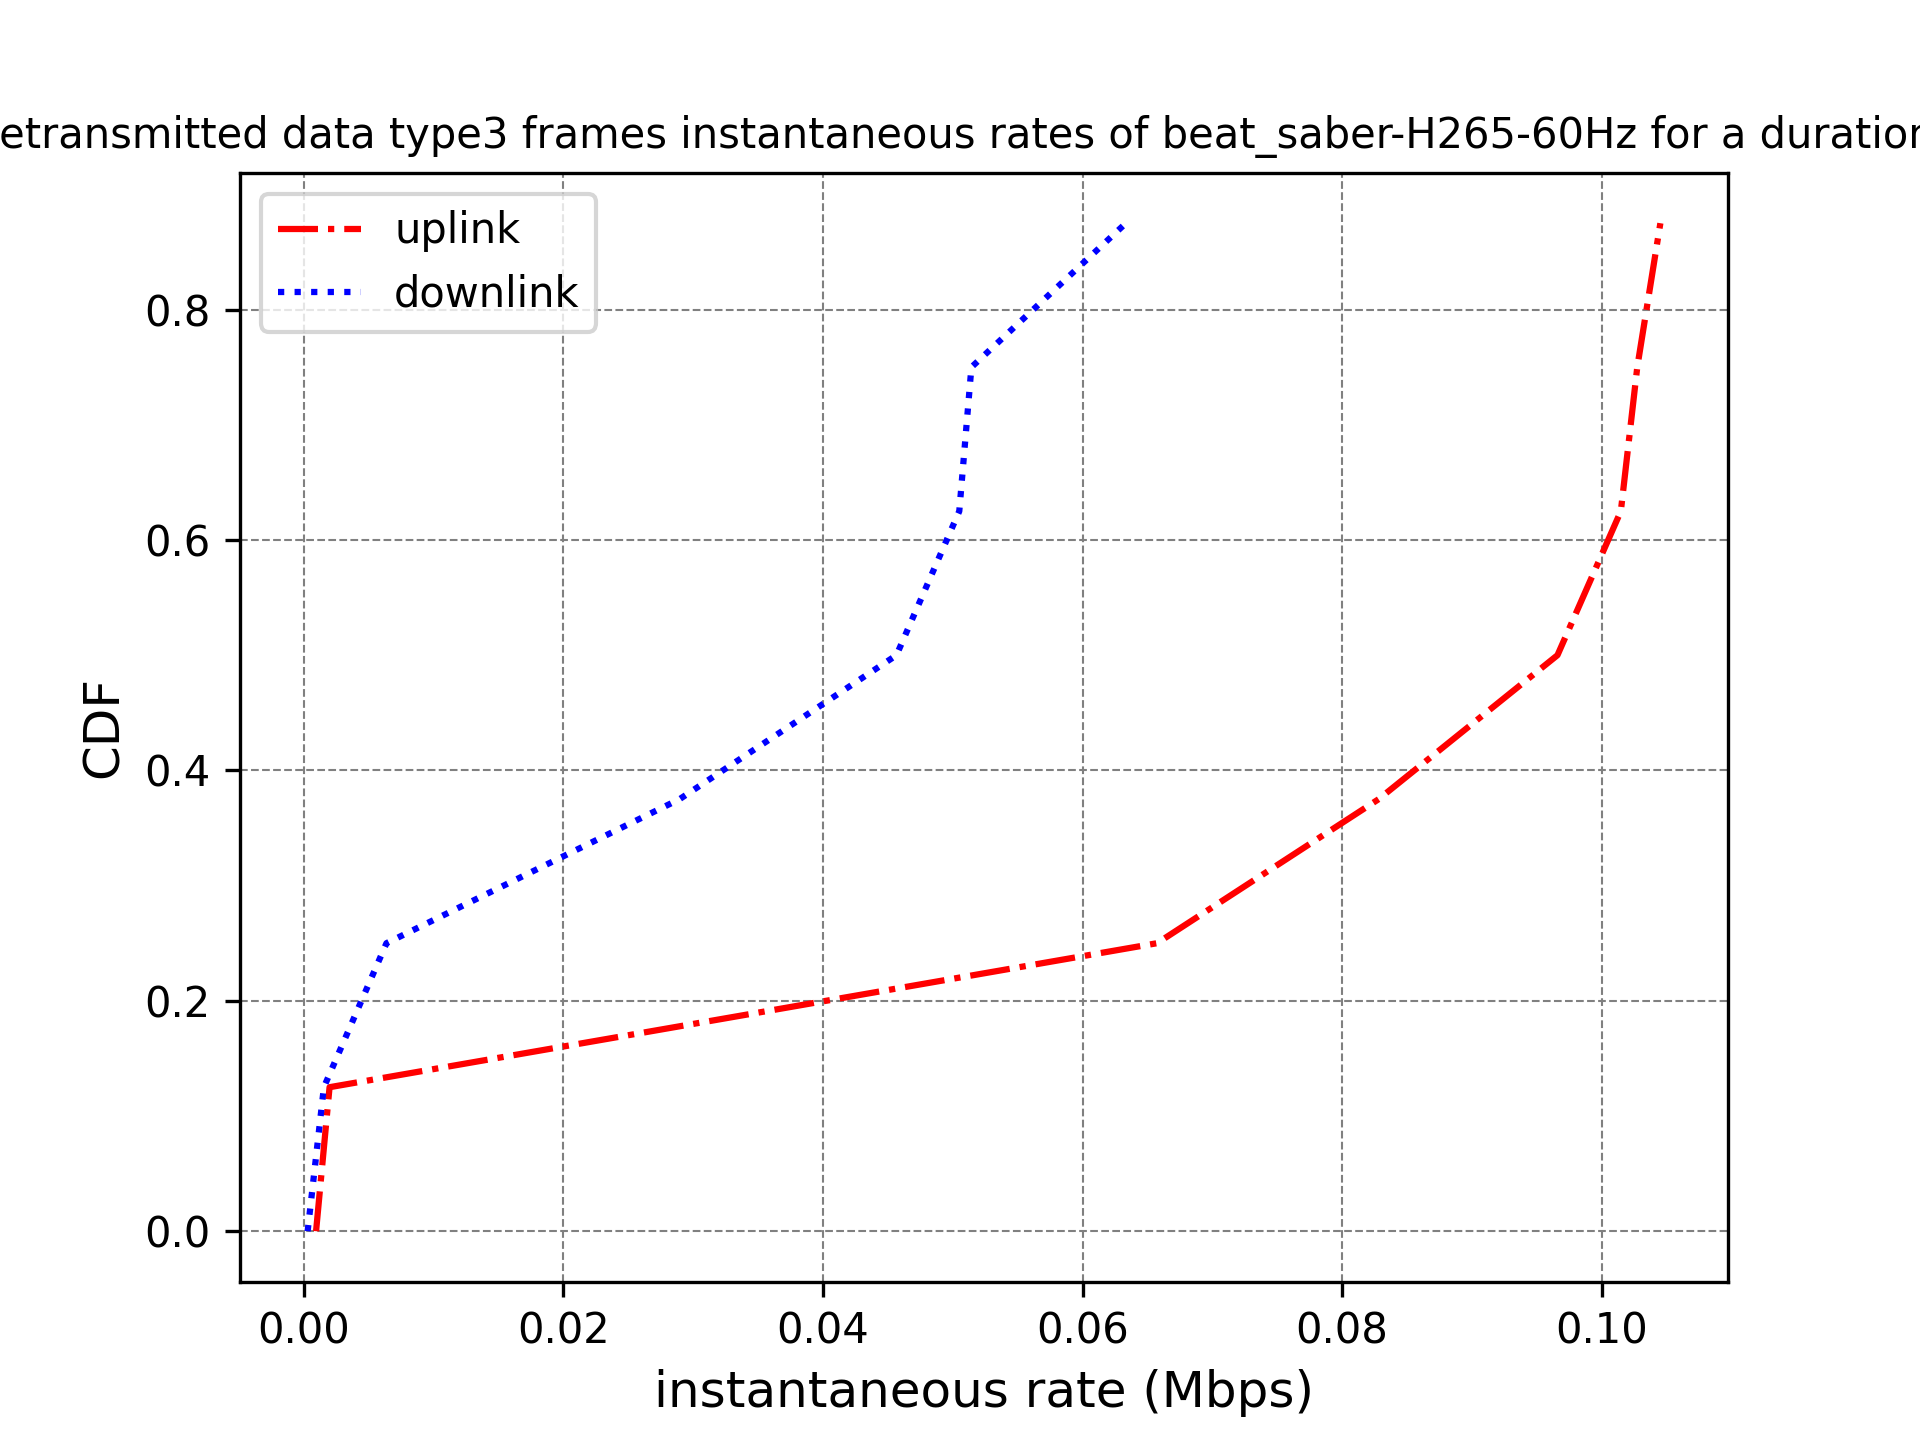 etransmitted data type3 frames instantaneous rates of beat_saber-H265-60Hz for a duration
uplink
downlink
0.8
0.6
0.4
0.2
0.0
CDF
0.00 0.02 0.04 0.06 0.08 0.10
instantaneous rate (Mbps)